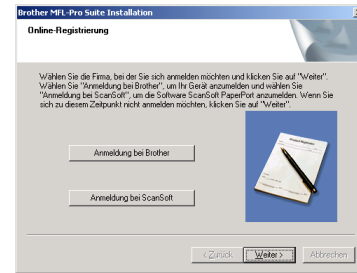 Brother MFL-Pro Suite Installation
Online-Registrierung
Wählen Sie die Firma, bei der Sie sich anmelden möchten und klicken Sie auf "Weiter".
Wählen Sie "Anmeldung bei Brother", um Ihr Gerät anzumelden und wählen Sie
"Anmeldung bei ScanSoft", um die Software ScanSoft PaperPort anzumelden. Wenn Sie
sich zu diesem Zeitpunkt nicht anmelden möchten, klicken Sie auf "Weiter".
Anmeldung bei Brother
Anmeldung bei ScanSoft
< Zurück
Weiter >
Abbrechen